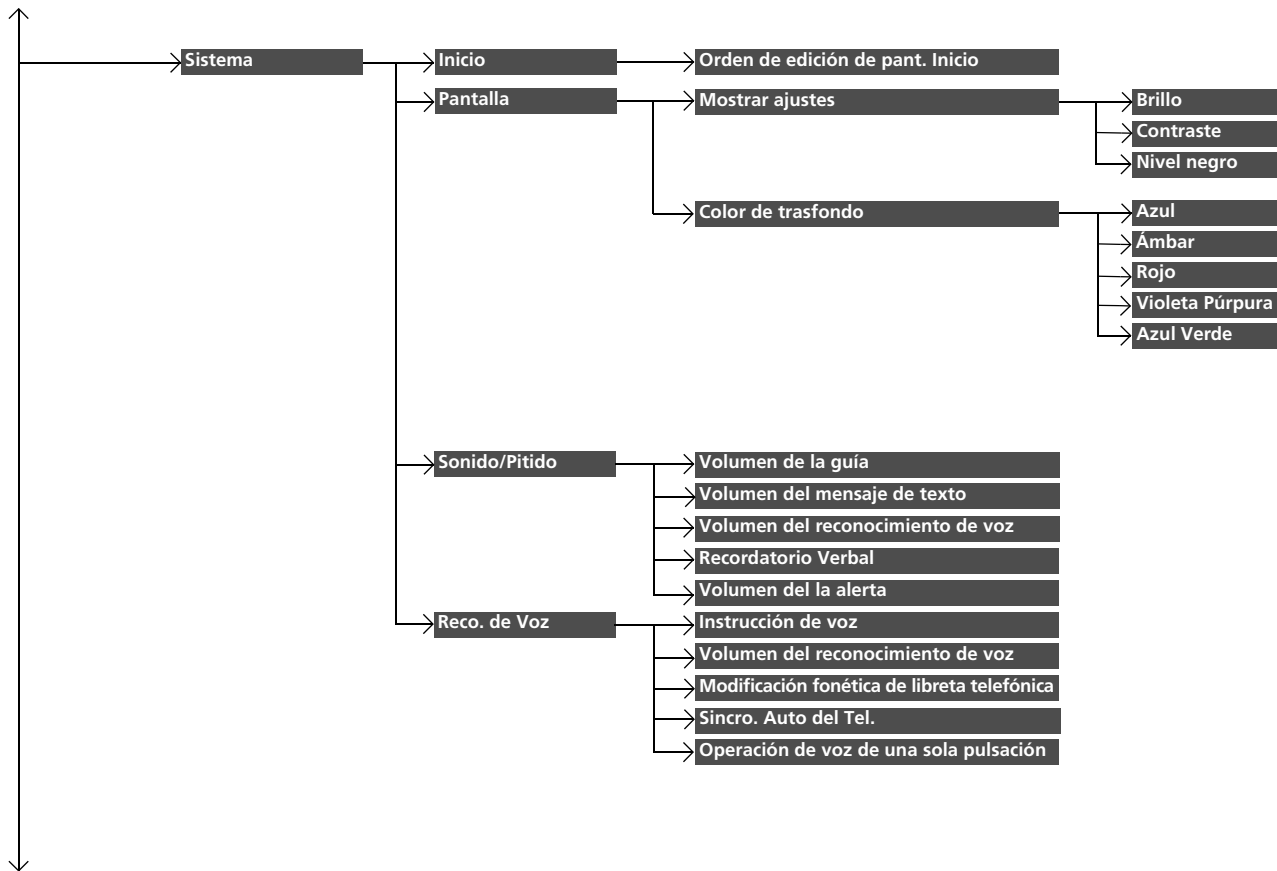 Sistema
Inicio
Orden de edición de pant. Inicio
Pantalla
Mostrar ajustes
Brillo
Contraste
Nivel negro
Color de trasfondo
Azul
Ámbar
Rojo
Violeta Púrpura
Azul Verde
Sonido/Pitido
Volumen de la guía
Volumen del mensaje de texto
Volumen del reconocimiento de voz
Recordatorio Verbal
Volumen del la alerta
Reco. de Voz
Instrucción de voz
Volumen del reconocimiento de voz
Modificación fonética de libreta telefónica
Sincro. Auto del Tel.
Operación de voz de una sola pulsación